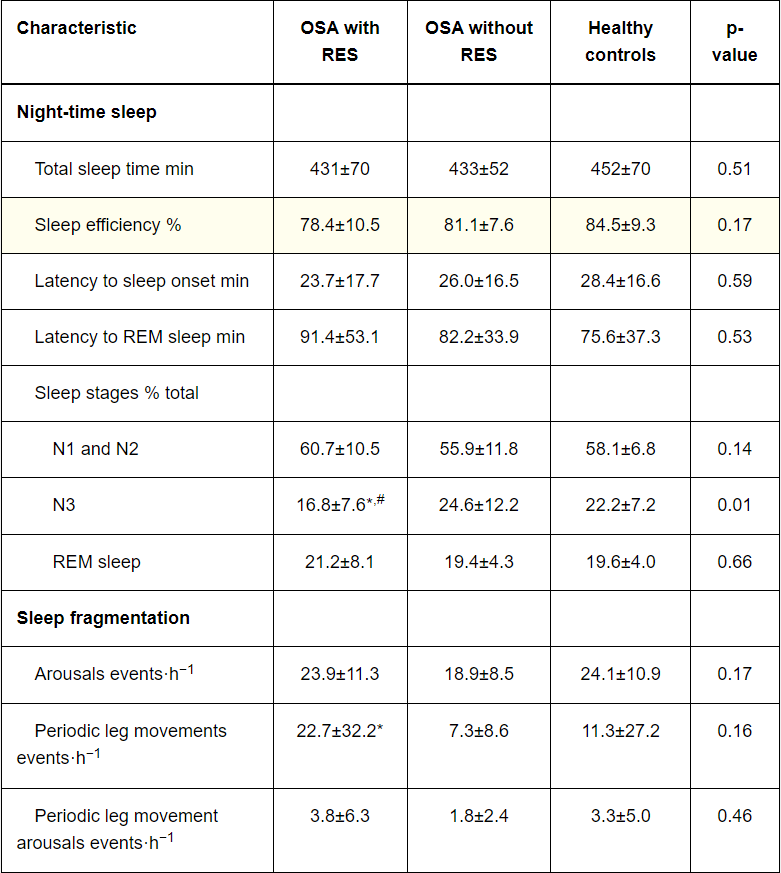 Characteristic OSA with RES OSA without RES Healthy controls p-value
Night-time sleep
Total sleep time min 431±70 433±52 452±70 0.51
Sleep efficiency % 78.4±10.5 81.1±7.6 84.5±9.3 0.17
Latency to sleep onset min 23.7±17.7 26.0±16.5 28.4±16.6 0.59
Latency to REM sleep min 91.4±53.1 82.2±33.9 75.6±37.3 0.53
Sleep stages % total
N1 and N2 60.7±10.5 55.9±11.8 58.1±6.8 0.14
N3 16.8±7.6*,# 24.6±12.2 22.2±7.2 0.01
REM sleep 21.2±8.1 19.4±4.3 19.6±4.0 0.66
Sleep fragmentation
Arousals events·h−1 23.9±11.3 18.9±8.5 24.1±10.9 0.17
Periodic leg movements events·h−1 22.7±32.2* 7.3±8.6 11.3±27.2 0.16
Periodic leg movement arousals events·h−1 3.8±6.3 1.8±2.4 3.3±5.0 0.46